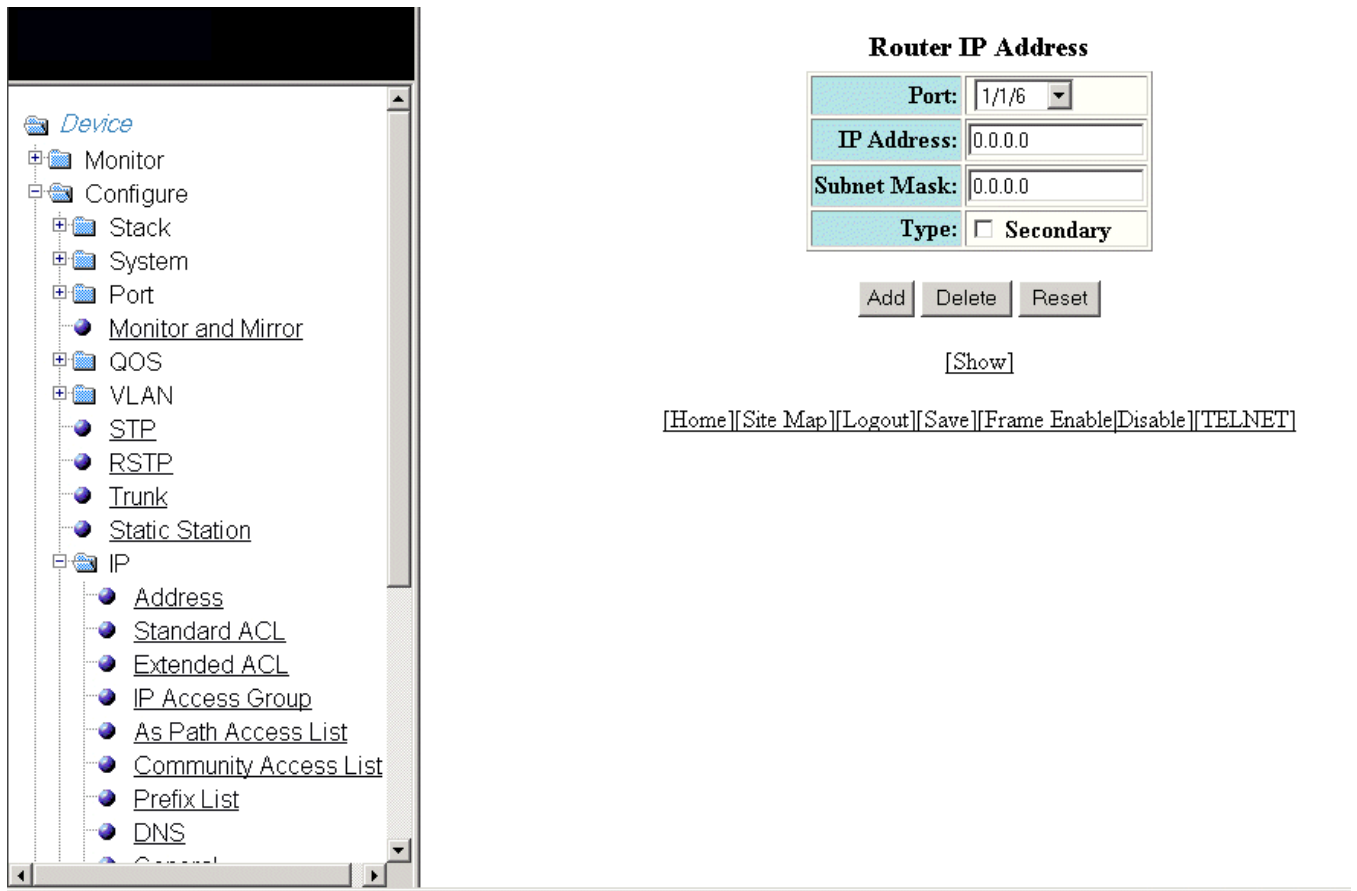 Device
Monitor
Configure
Stack
System
Port
Monitor and Mirror
QOS
VLAN
STP
RSTP
Trunk
Static Station
IP
Address
Standard ACL
Extended ACL
IP Access Group
As Path Access List
Community Access List
Prefix List
DNS
Router IP Address
Port: 1/1/6
IP Address: 0.0.0.0
Subnet Mask: 0.0.0.0
Type: Secondary
Add Delete Reset
[Show]
[Home][Site Map][Logout][Save][Frame Enable|Disable][TELNET]